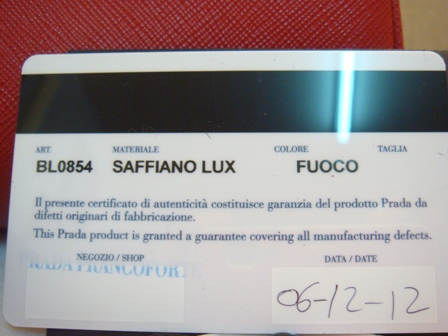 ART. MATERIALE COLORE TAGLIA
BL0854 SAFFIANO LUX FUOCO
Il presente certificato di autenticità costituisce garanzia del prodotto Prada da
difetti originari di fabbricazione.
This Prada product is granted a guarantee covering all manufacturing defects.
NEGOZIO / SHOP DATA / DATE
PRADA FRANCOFORTE
06-12-12